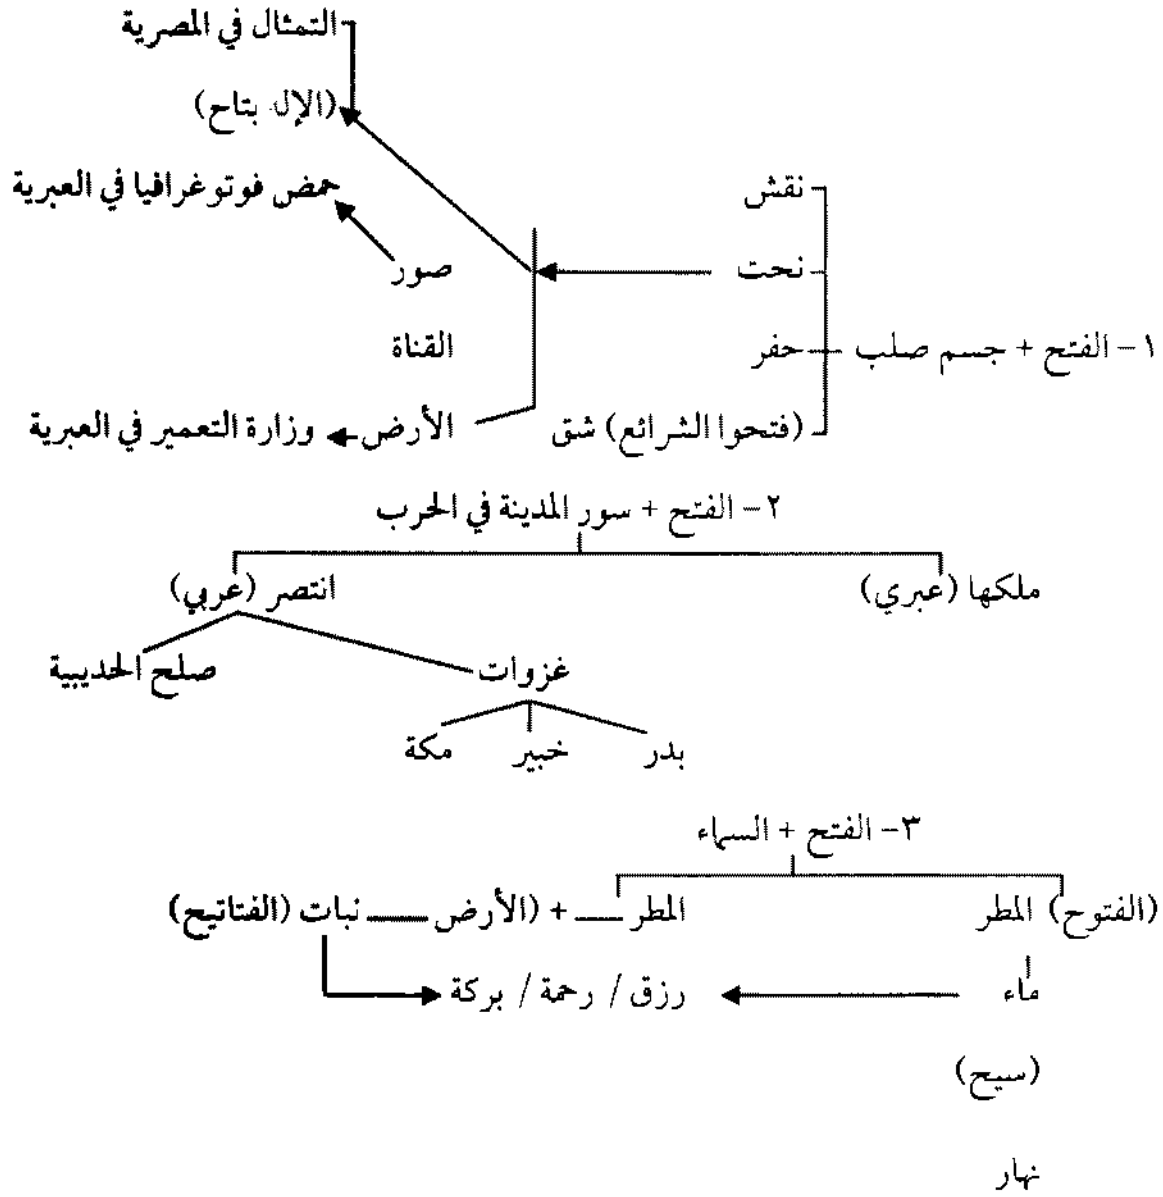 التمثال في المصرية
(الإله بتاح)
حمض فوتوغرافيا في العبرية
نقش
صور
نحت
القناة
١- الفتح + جسم صلب
حفر
(فتحوا الشرائع) شق
الأرض
وزارة التعمير في العبرية
٢- الفتح + سور المدينة في الحرب
ملكها (عبري)
انتصر (عربي)
غزوات
صلح الحديبية
بدر
خبير
مكة
٣- الفتح + السماء
(الفتوح) المطر
المطر + (الأرض نبات (الفتاتيح)
ماء
رزق / رحمة / بركة
(سيح)
نهار